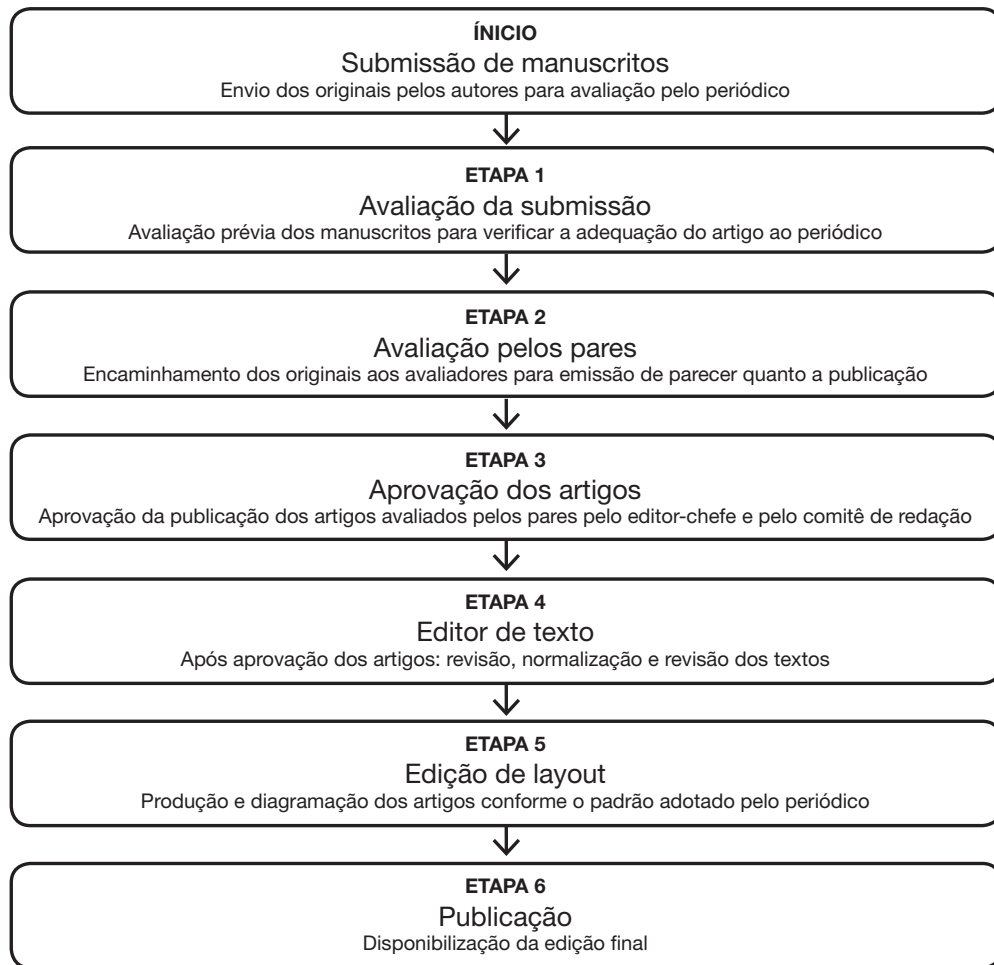 ÍNICIO
Submissão de manuscritos
Envio dos originais pelos autores para avaliação pelo periódico
ETAPA 1
Avaliação da submissão
Avaliação prévia dos manuscritos para verificar a adequação do artigo ao periódico
ETAPA 2
Avaliação pelos pares
Encaminhamento dos originais aos avaliadores para emissão de parecer quanto a publicação
ETAPA 3
Aprovação dos artigos
Aprovação da publicação dos artigos avaliados pelos pares pelo editor-chefe e pelo comitê de redação
ETAPA 4
Editor de texto
Após aprovação dos artigos: revisão, normalização e revisão dos textos
ETAPA 5
Edição de layout
Produção e diagramação dos artigos conforme o padrão adotado pelo periódico
ETAPA 6
Publicação
Disponibilização da edição final